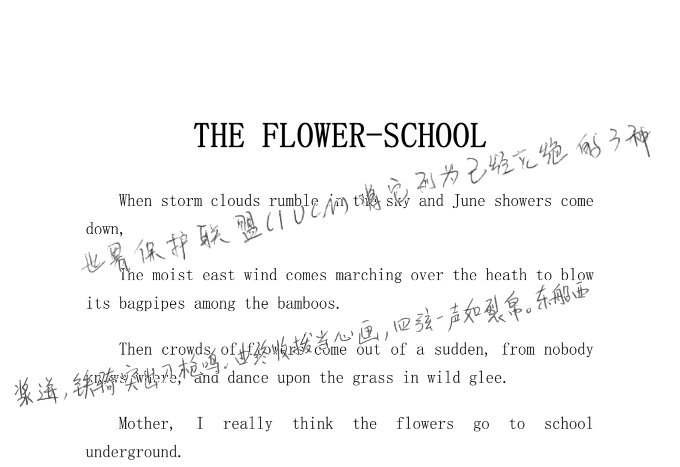 THE FLOWER-SCHOOL
When storm clouds rumble in the sky and June showers come
down,
世界保护联盟(IUCN)将它列为已经灭绝的3种
The moist east wind comes marching over the heath to blow
its bagpipes among the bamboos.
Then crowds of flowers come out of a sudden, from nobody
knows where, and dance upon the grass in wild glee.
浆迸,铁骑突出刀枪鸣。曲终收拨当心画,四弦一声如裂帛。东船西
Mother, I really think the flowers go to school
underground.